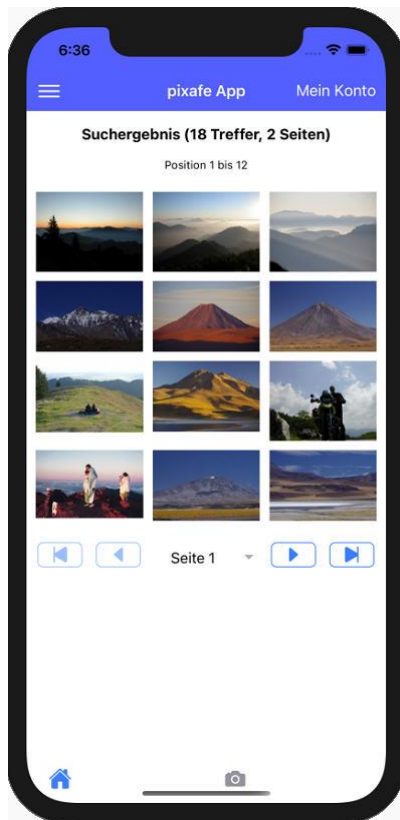 6:36
pixafe App
Mein Konto
Suchergebnis (18 Treffer, 2 Seiten)
Position 1 bis 12
Seite 1